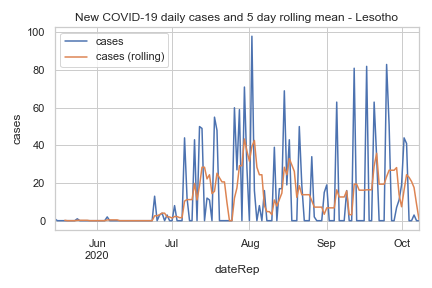 New COVID-19 daily cases and 5 day rolling mean - Lesotho
cases
cases (rolling)
100
80
60
40
20
0
cases
Jun
2020
Jul
Aug
Sep
Oct
dateRep